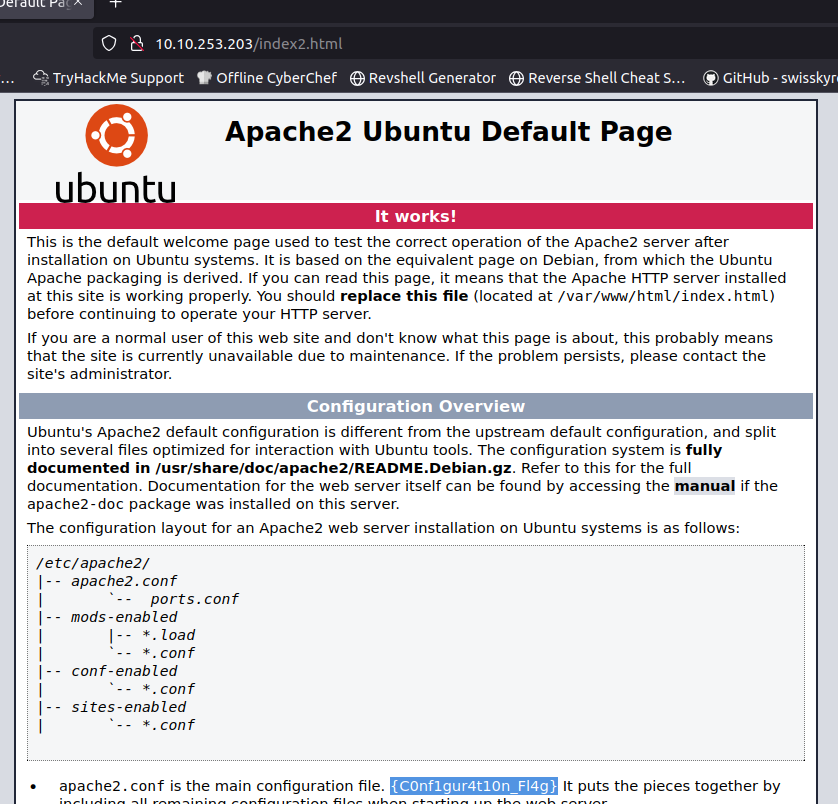 Default Pag ×
+
10.10.253.203/index2.html
... TryHackMe Support Offline CyberChef Revshell Generator Reverse Shell Cheat S... GitHub - swisskyr
ubuntu
Apache2 Ubuntu Default Page
It works!
This is the default welcome page used to test the correct operation of the Apache2 server after
installation on Ubuntu systems. It is based on the equivalent page on Debian, from which the Ubuntu
Apache packaging is derived. If you can read this page, it means that the Apache HTTP server installed
at this site is working properly. You should replace this file (located at /var/www/html/index.html)
before continuing to operate your HTTP server.
If you are a normal user of this web site and don't know what this page is about, this probably means
that the site is currently unavailable due to maintenance. If the problem persists, please contact the
site's administrator.
Configuration Overview
Ubuntu's Apache2 default configuration is different from the upstream default configuration, and split
into several files optimized for interaction with Ubuntu tools. The configuration system is fully
documented in /usr/share/doc/apache2/README.Debian.gz. Refer to this for the full
documentation. Documentation for the web server itself can be found by accessing the manual if the
apache2-doc package was installed on this server.
The configuration layout for an Apache2 web server installation on Ubuntu systems is as follows:
/etc/apache2/
|-- apache2.conf
|       `--  ports.conf
|-- mods-enabled
|       |-- *.load
|       `-- *.conf
|-- conf-enabled
|       `-- *.conf
|-- sites-enabled
|       `-- *.conf
• apache2.conf is the main configuration file. {C0nf1gur4t10n_Fl4g} It puts the pieces together by
including all remaining configuration files when starting up the web server.